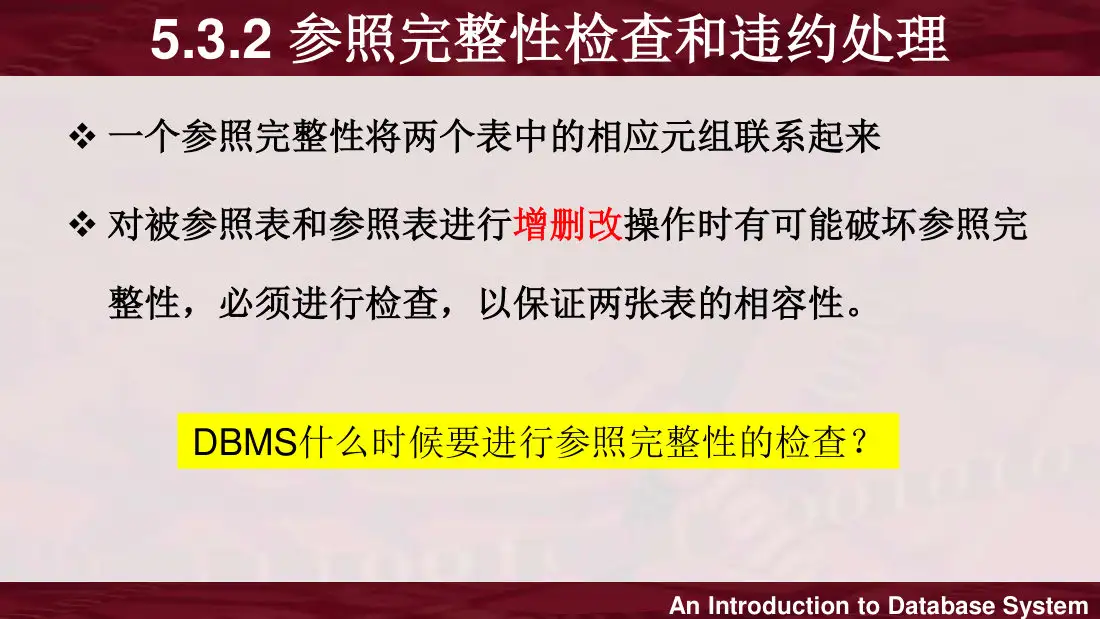 5.3.2 参照完整性检查和违约处理
❖ 一个参照完整性将两个表中的相应元组联系起来
❖ 对被参照表和参照表进行增删改操作时有可能破坏参照完
整性，必须进行检查，以保证两张表的相容性。
DBMS什么时候要进行参照完整性的检查？
An Introduction to Database System